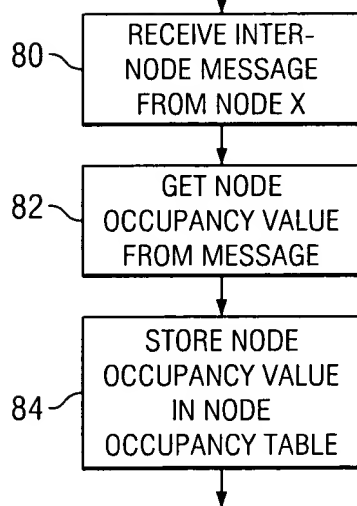 80
RECEIVE INTER-
NODE MESSAGE
FROM NODE X
82
GET NODE
OCCUPANCY VALUE
FROM MESSAGE
84
STORE NODE
OCCUPANCY VALUE
IN NODE
OCCUPANCY TABLE